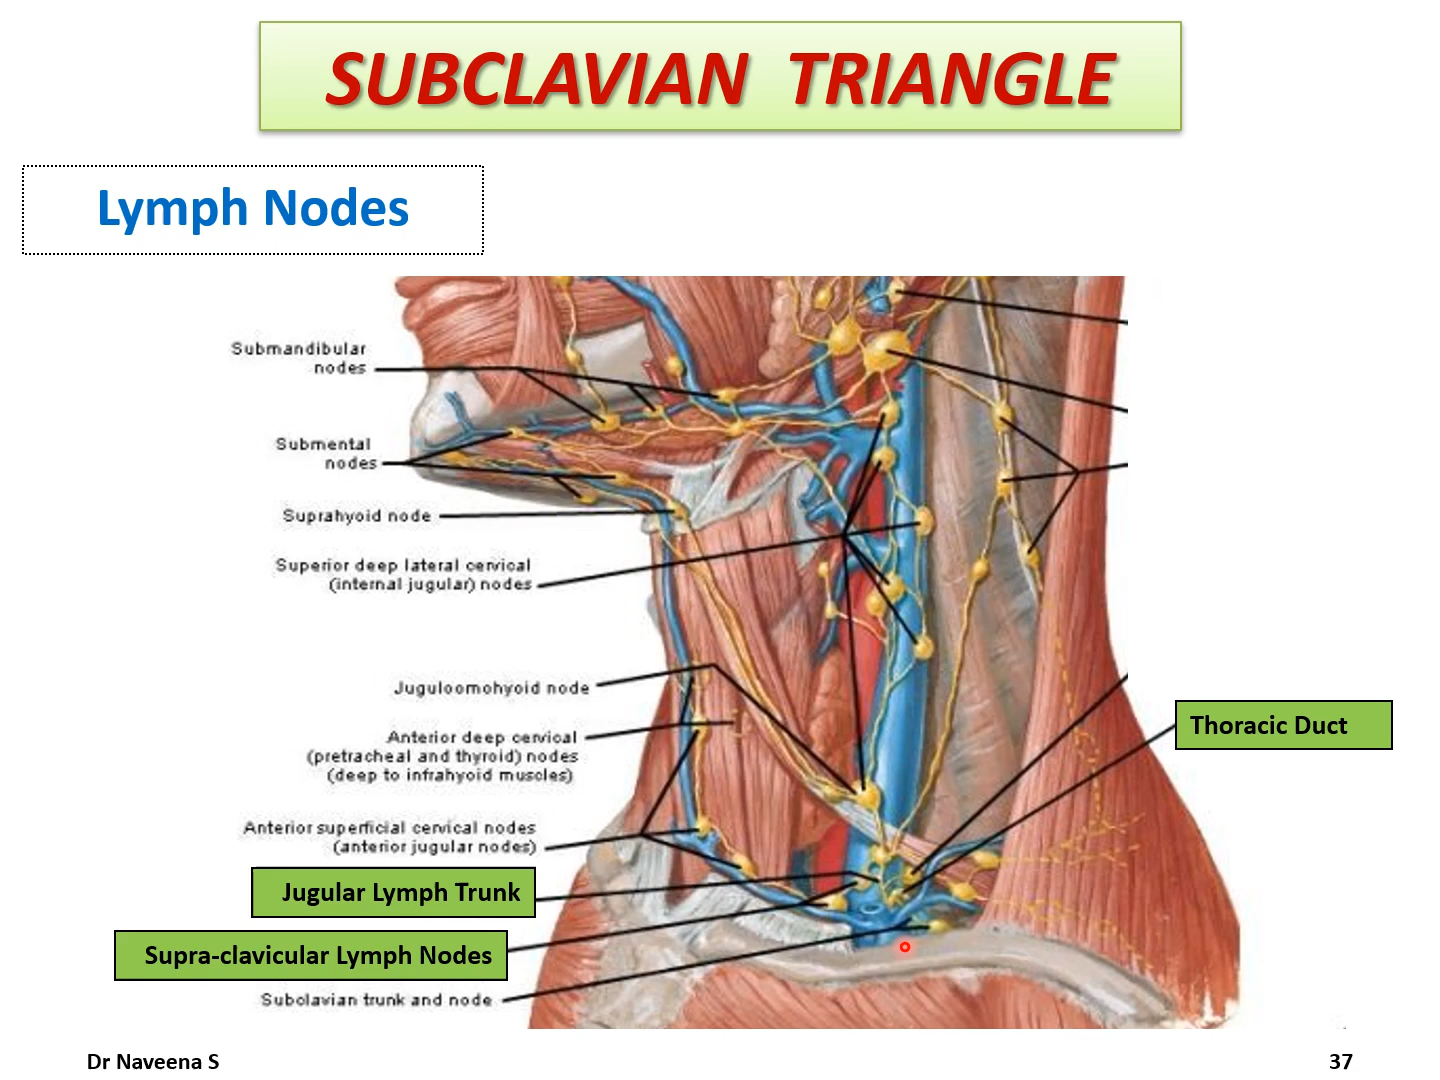 SUBCLAVIAN TRIANGLE
Lymph Nodes
Submandibular
nodes
Submental
nodes
Suprahyoid node
Superior deep lateral cervical
(internal jugular) nodes
Juguloomohyoid node
Anterior deep cervical
(pretracheal and thyroid) nodes
(deep to infrahyoid muscles)
Anterior superficial cervical nodes
(anterior jugular nodes)
Thoracic Duct
Jugular Lymph Trunk
Supra-clavicular Lymph Nodes
Subclavian trunk and node
Dr Naveena S
37